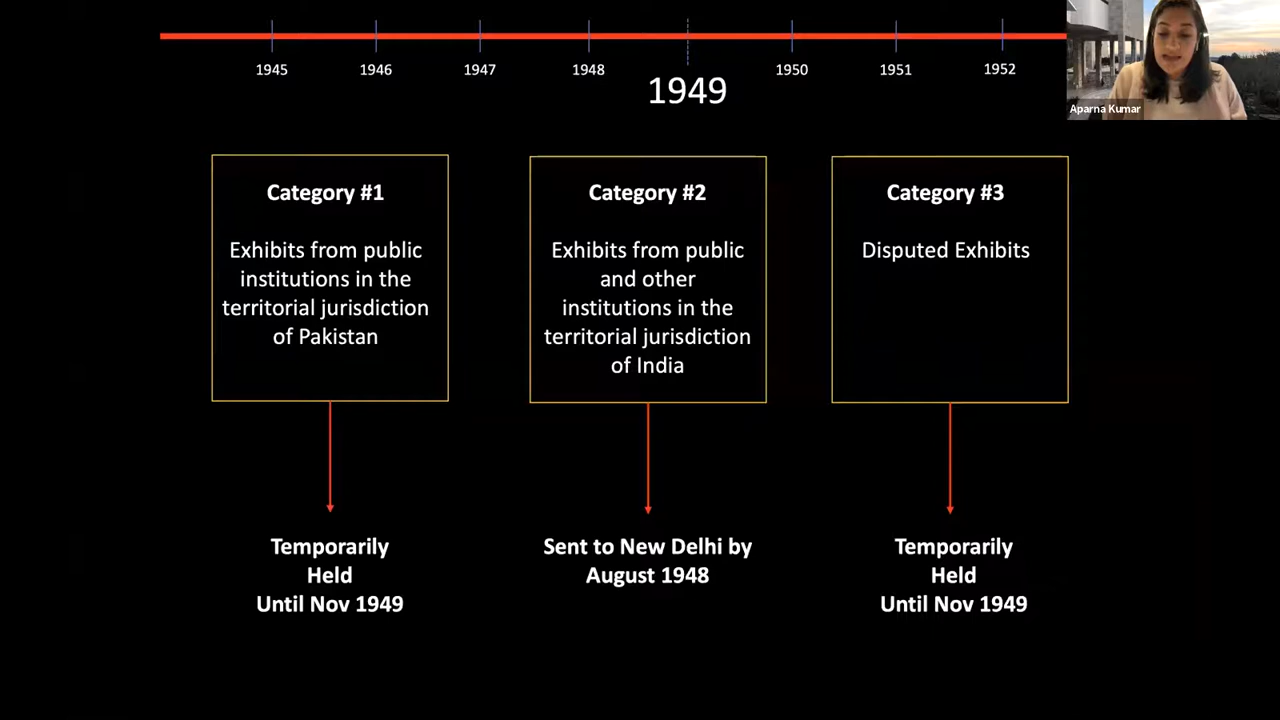 1945
1946
1947
1948
1949
1950
1951
1952
Aparna Kumar
Category #1
Exhibits from public
institutions in the
territorial jurisdiction
of Pakistan
Category #2
Exhibits from public
and other
institutions in the
territorial jurisdiction
of India
Category #3
Disputed Exhibits
Temporarily
Held
Until Nov 1949
Sent to New Delhi by
August 1948
Temporarily
Held
Until Nov 1949